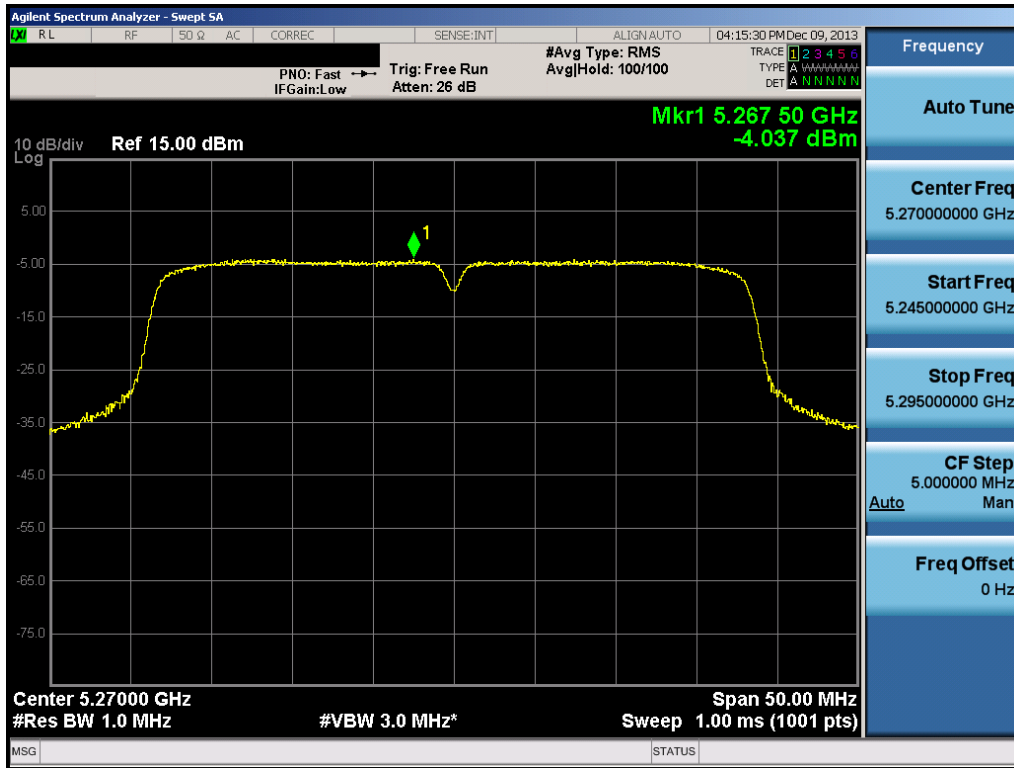 Agilent Spectrum Analyzer - Swept SA
LXI RL RF 50 Ω AC CORREC SENSE:INT ALIGN AUTO 04:15:30 PM Dec 09, 2013
PNO: Fast
IFGain:Low
Trig: Free Run
Atten: 26 dB
#Avg Type: RMS
Avg|Hold: 100/100
TRACE 1 2 3 4 5 6
TYPE A WWWWW
DET A N N N N N
Mkr1 5.267 50 GHz
-4.037 dBm
10 dB/div Ref 15.00 dBm
Log
5.00
1
-5.00
-15.0
-25.0
-35.0
-45.0
-55.0
-65.0
-75.0
Center 5.27000 GHz Span 50.00 MHz
#Res BW 1.0 MHz #VBW 3.0 MHz* Sweep 1.00 ms (1001 pts)
MSG STATUS
Frequency
Auto Tune
Center Freq
5.270000000 GHz
Start Freq
5.245000000 GHz
Stop Freq
5.295000000 GHz
CF Step
5.000000 MHz
Auto Man
Freq Offset
0 Hz